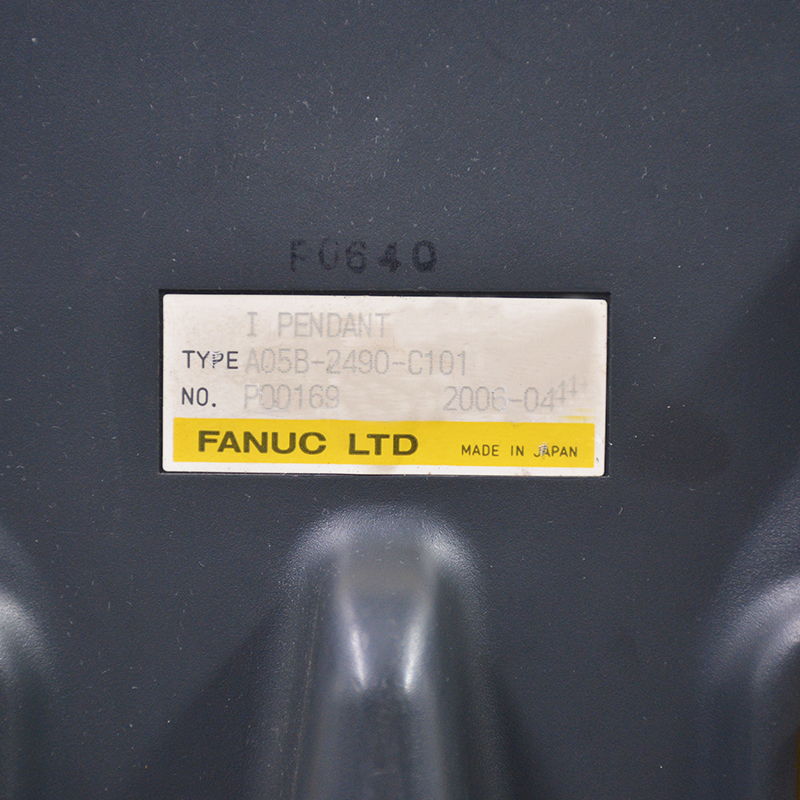 F0640
I PENDANT
TYPE A05B-2490-C101
NO. P00169 2006-04
FANUC LTD MADE IN JAPAN